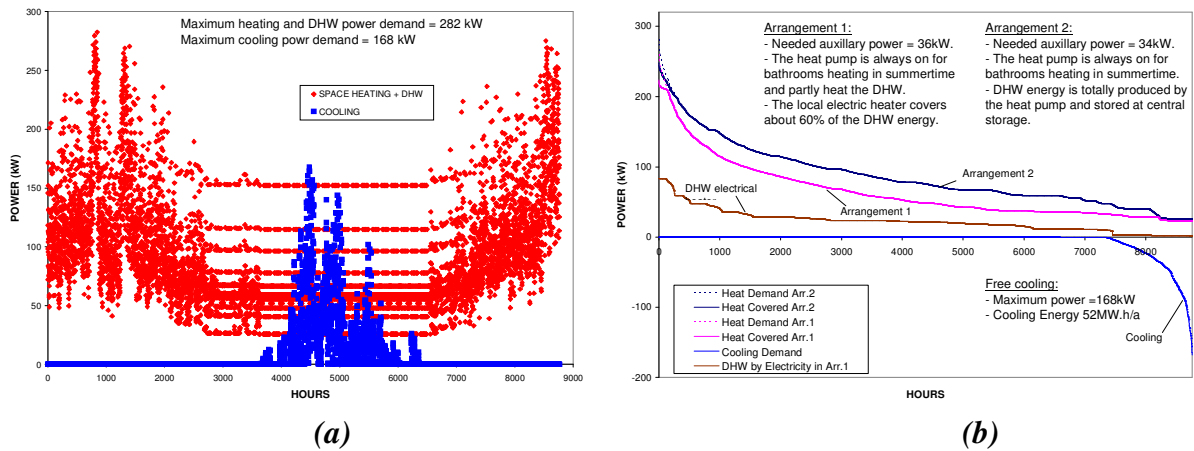 Maximum heating and DHW power demand = 282 kW
Maximum cooling powr demand = 168 kW
SPACE HEATING + DHW
COOLING
POWER (kW)
300
250
200
150
100
50
0
0 1000 2000 3000 4000 5000 6000 7000 8000 9000
HOURS
(a)
Arrangement 1:
- Needed auxillary power = 36kW.
- The heat pump is always on for
bathrooms heating in summertime
and partly heat the DHW.
- The local electric heater covers
about 60% of the DHW energy.
Arrangement 2:
- Needed auxillary power = 34kW.
- The heat pump is always on for
bathrooms heating in summertime.
- DHW energy is totally produced by
the heat pump and stored at central
storage.
POWER (kW)
300
200
100
0
-100
-200
0 1000 2000 3000 4000 5000 6000 7000 8000
Arrangement 2
Arrangement 1
DHW electrical
Free cooling:
- Maximum power =168kW
- Cooling Energy 52MW.h/a
Cooling
Heat Demand Arr.2
Heat Covered Arr.2
Heat Demand Arr.1
Heat Covered Arr.1
Cooling Demand
DHW by Electricity in Arr.1
HOURS
(b)